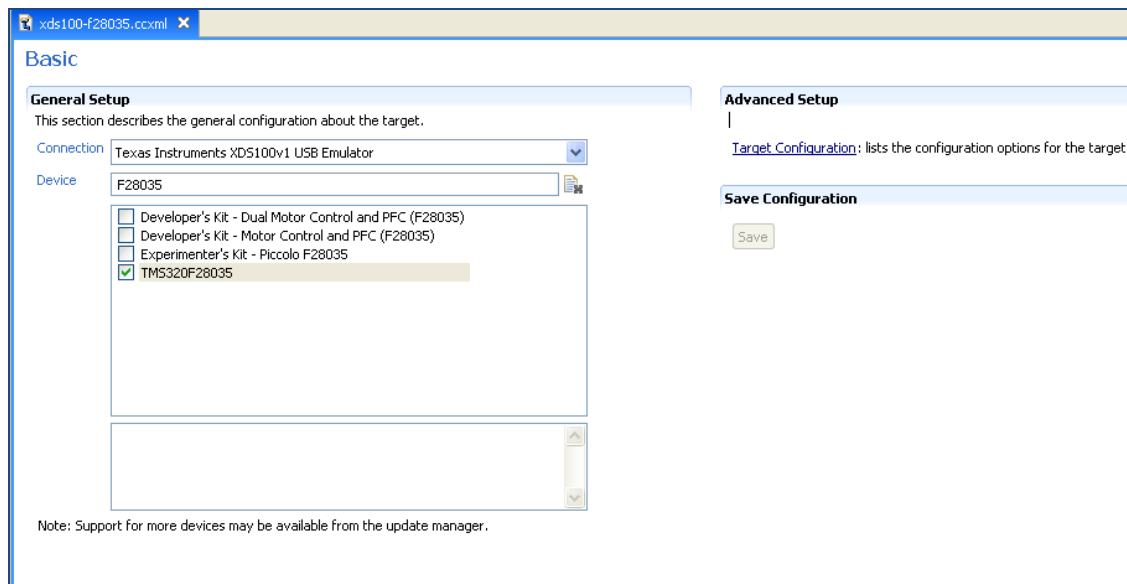 xds100-f28035.ccxml
Basic
General Setup
This section describes the general configuration about the target.
Connection Texas Instruments XDS100v1 USB Emulator
Device F28035
Developer's Kit - Dual Motor Control and PFC (F28035)
Developer's Kit - Motor Control and PFC (F28035)
Experimenter's Kit - Piccolo F28035
TMS320F28035
Note: Support for more devices may be available from the update manager.
Advanced Setup
Target Configuration: lists the configuration options for the target
Save Configuration
Save